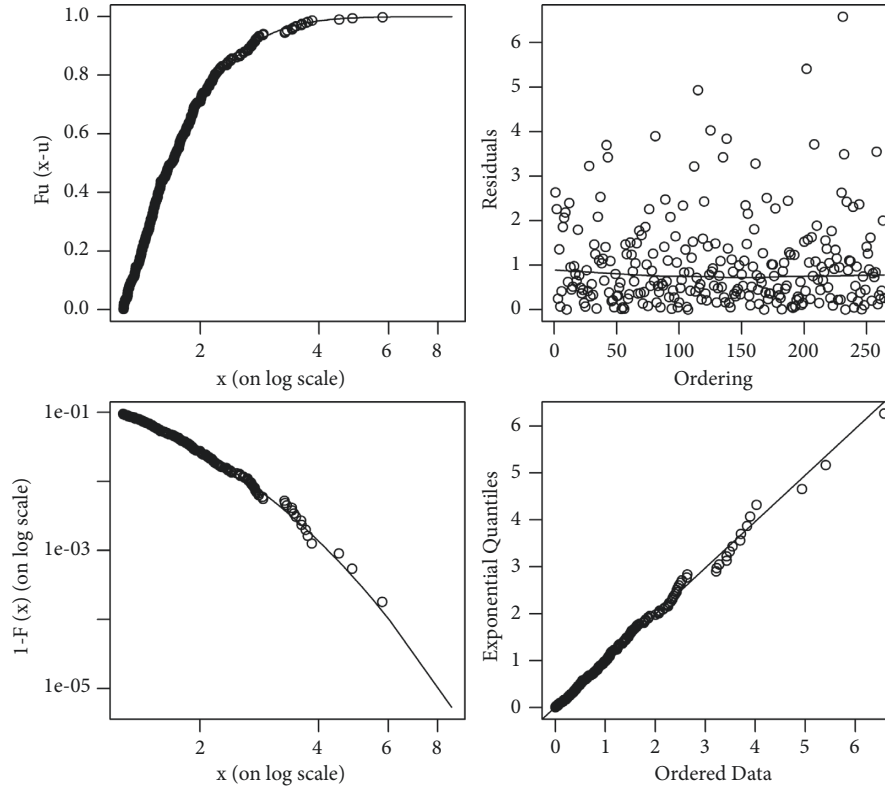 1.0
0.8
0.6
0.4
0.2
0.0
Fu (x-u)
2 4 6 8
x (on log scale)
6
5
4
3
2
1
0
Residuals
0 50 100 150 200 250
Ordering
1e-01
1e-03
1e-05
1-F (x) (on log scale)
2 4 6 8
x (on log scale)
6
5
4
3
2
1
0
Exponential Quantiles
0 1 2 3 4 5 6
Ordered Data